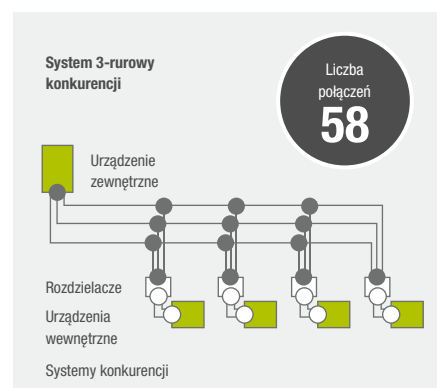 System 3-rurowy
konkurencji
Liczba
połączeń
58
Urządzenie
zewnętrzne
Rozdzielacze
Urządzenia
wewnętrzne
Systemy konkurencji